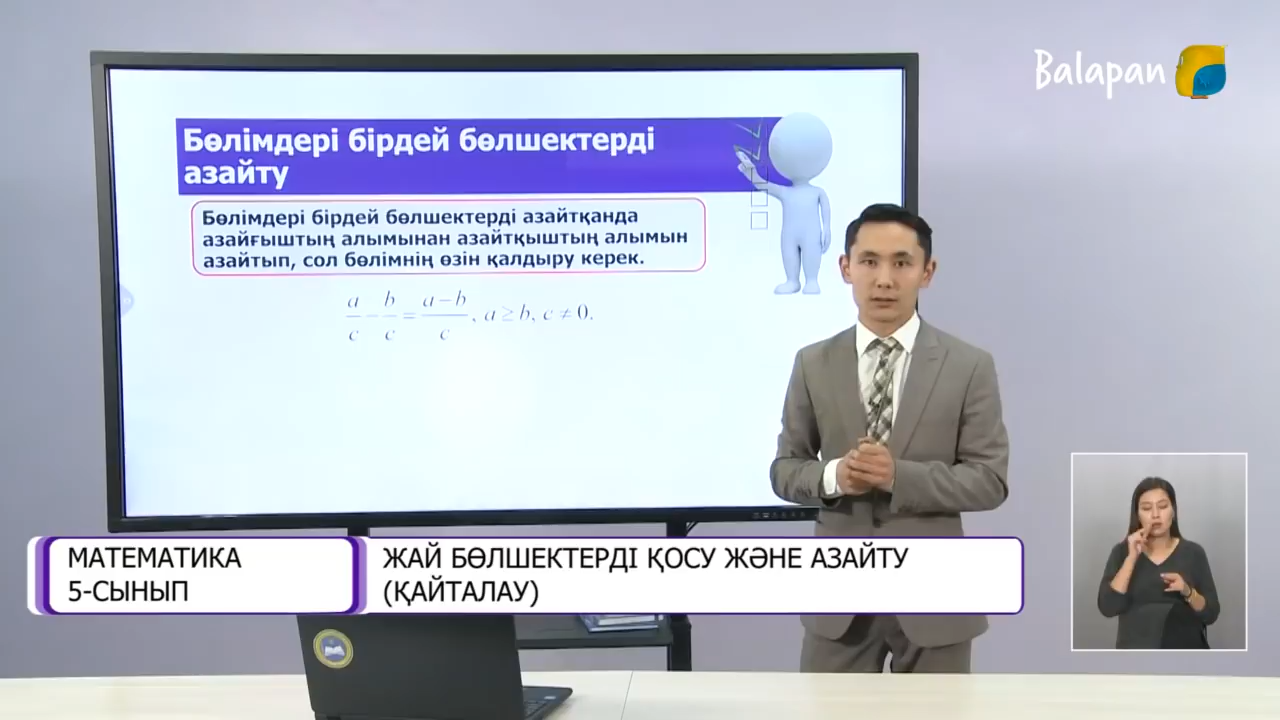 Balapan
Бөлімдері бірдей бөлшектерді
азайту
Бөлімдері бірдей бөлшектерді азайтқанда
азайғыштың алымынан азайтқыштың алымын
азайтып, сол бөлімнің өзін қалдыру керек.
a/c − b/c = (a−b)/c, a ≥ b, c ≠ 0.
МАТЕМАТИКА
5-СЫНЫП
ЖАЙ БӨЛШЕКТЕРДІ ҚОСУ ЖӘНЕ АЗАЙТУ
(ҚАЙТАЛАУ)